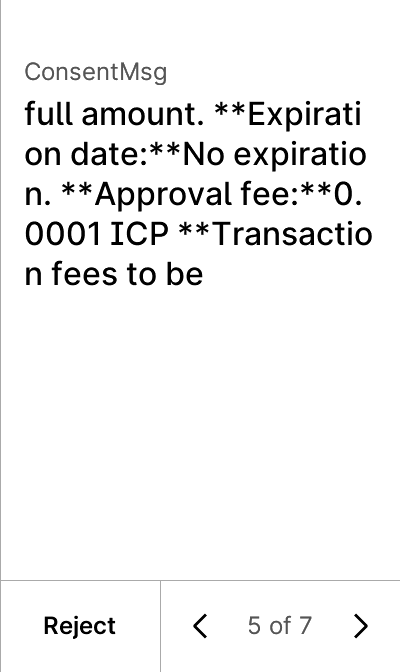 ConsentMsg
full amount. **Expirati
on date:**No expiratio
n. **Approval fee:**0.
0001 ICP **Transactio
n fees to be
Reject
5 of 7